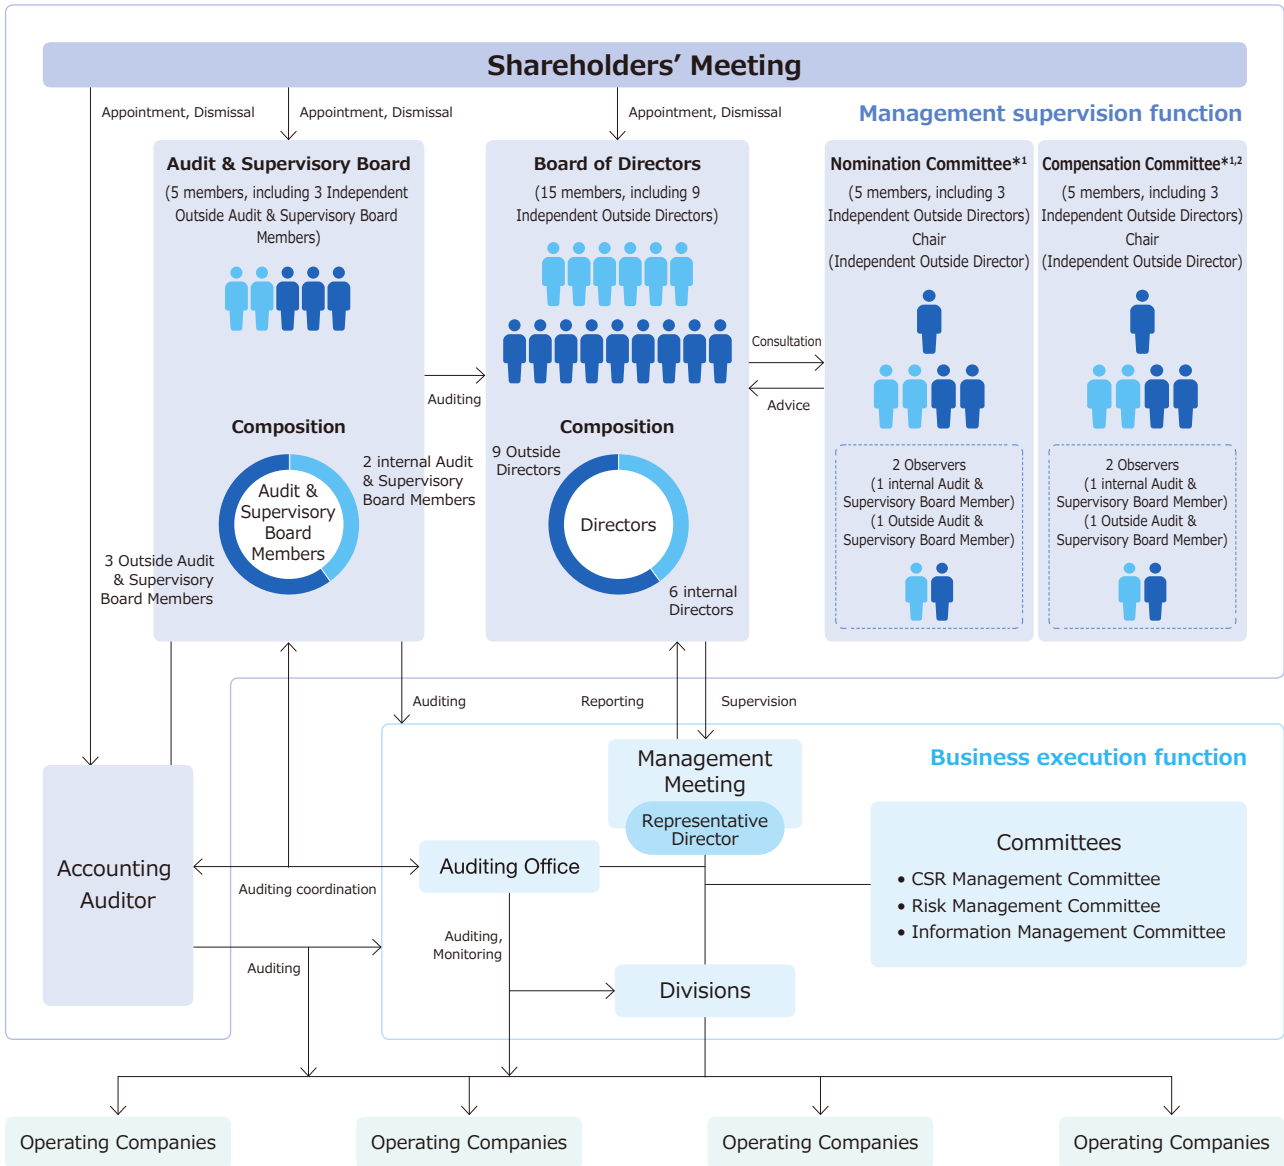 Shareholders’ Meeting
Appointment, Dismissal
Appointment, Dismissal
Appointment, Dismissal
Management supervision function
Audit & Supervisory Board
(5 members, including 3 Independent
Outside Audit & Supervisory Board
Members)
Board of Directors
(15 members, including 9
Independent Outside Directors)
Nomination Committee*1
(5 members, including 3
Independent Outside Directors)
Chair
(Independent Outside Director)
Compensation Committee*1,2
(5 members, including 3
Independent Outside Directors)
Chair
(Independent Outside Director)
Auditing
Consultation
Advice
Composition
2 internal Audit
& Supervisory
Board Members
Audit &
Supervisory
Board
Members
3 Outside Audit
& Supervisory
Board Members
Composition
9 Outside
Directors
Directors
6 internal
Directors
2 Observers
(1 internal Audit &
Supervisory Board Member)
(1 Outside Audit &
Supervisory Board Member)
2 Observers
(1 internal Audit &
Supervisory Board Member)
(1 Outside Audit &
Supervisory Board Member)
Auditing
Reporting
Supervision
Business execution function
Management
Meeting
Representative
Director
Accounting
Auditor
Auditing coordination
Auditing Office
Committees
• CSR Management Committee
• Risk Management Committee
• Information Management Committee
Auditing
Auditing,
Monitoring
Divisions
Operating Companies
Operating Companies
Operating Companies
Operating Companies